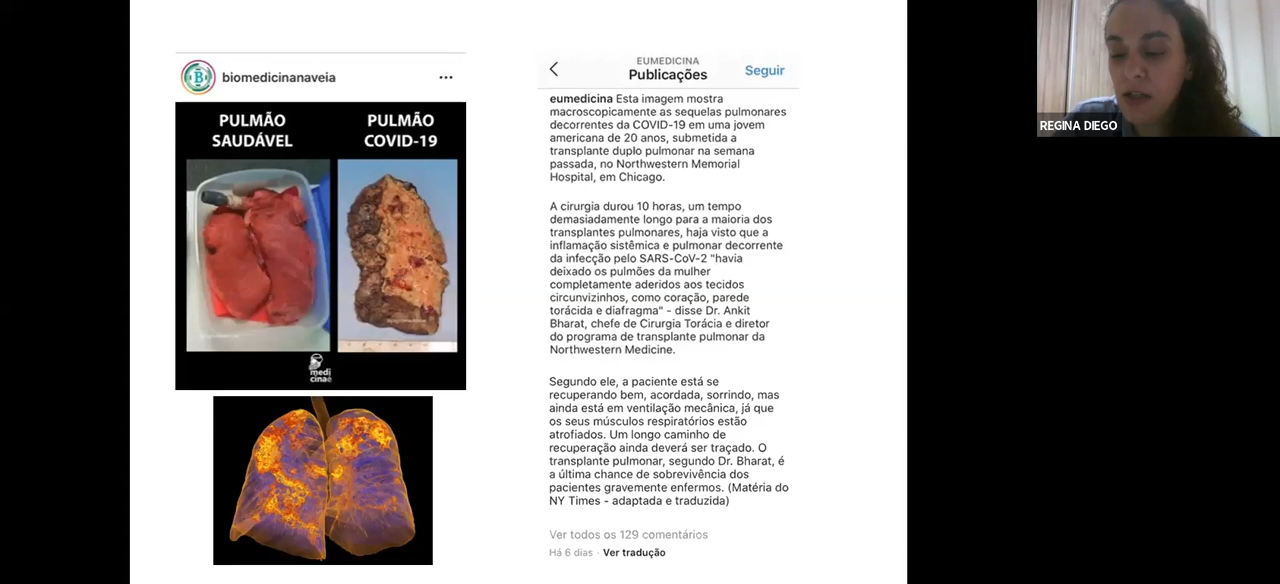 biomedicinanaveia
PULMÃO
SAUDÁVEL
PULMÃO
COVID-19
medi
cinaé
EUMEDICINA
Publicações
Seguir
eumedicina Esta imagem mostra
macroscopicamente as sequelas pulmonares
decorrentes da COVID-19 em uma jovem
americana de 20 anos, submetida a
transplante duplo pulmonar na semana
passada, no Northwestern Memorial
Hospital, em Chicago.
A cirurgia durou 10 horas, um tempo
demasiadamente longo para a maioria dos
transplantes pulmonares, haja visto que a
inflamação sistêmica e pulmonar decorrente
da infecção pelo SARS-CoV-2 "havia
deixado os pulmões da mulher
completamente aderidos aos tecidos
circunvizinhos, como coração, parede
torácida e diafragma" - disse Dr. Ankit
Bharat, chefe de Cirurgia Torácia e diretor
do programa de transplante pulmonar da
Northwestern Medicine.
Segundo ele, a paciente está se
recuperando bem, acordada, sorrindo, mas
ainda está em ventilação mecânica, já que
os seus músculos respiratórios estão
atrofiados. Um longo caminho de
recuperação ainda deverá ser traçado. O
transplante pulmonar, segundo Dr. Bharat, é
a última chance de sobrevivência dos
pacientes gravemente enfermos. (Matéria do
NY Times - adaptada e traduzida)
Ver todos os 129 comentários
Há 6 dias · Ver tradução
REGINA DIEGO